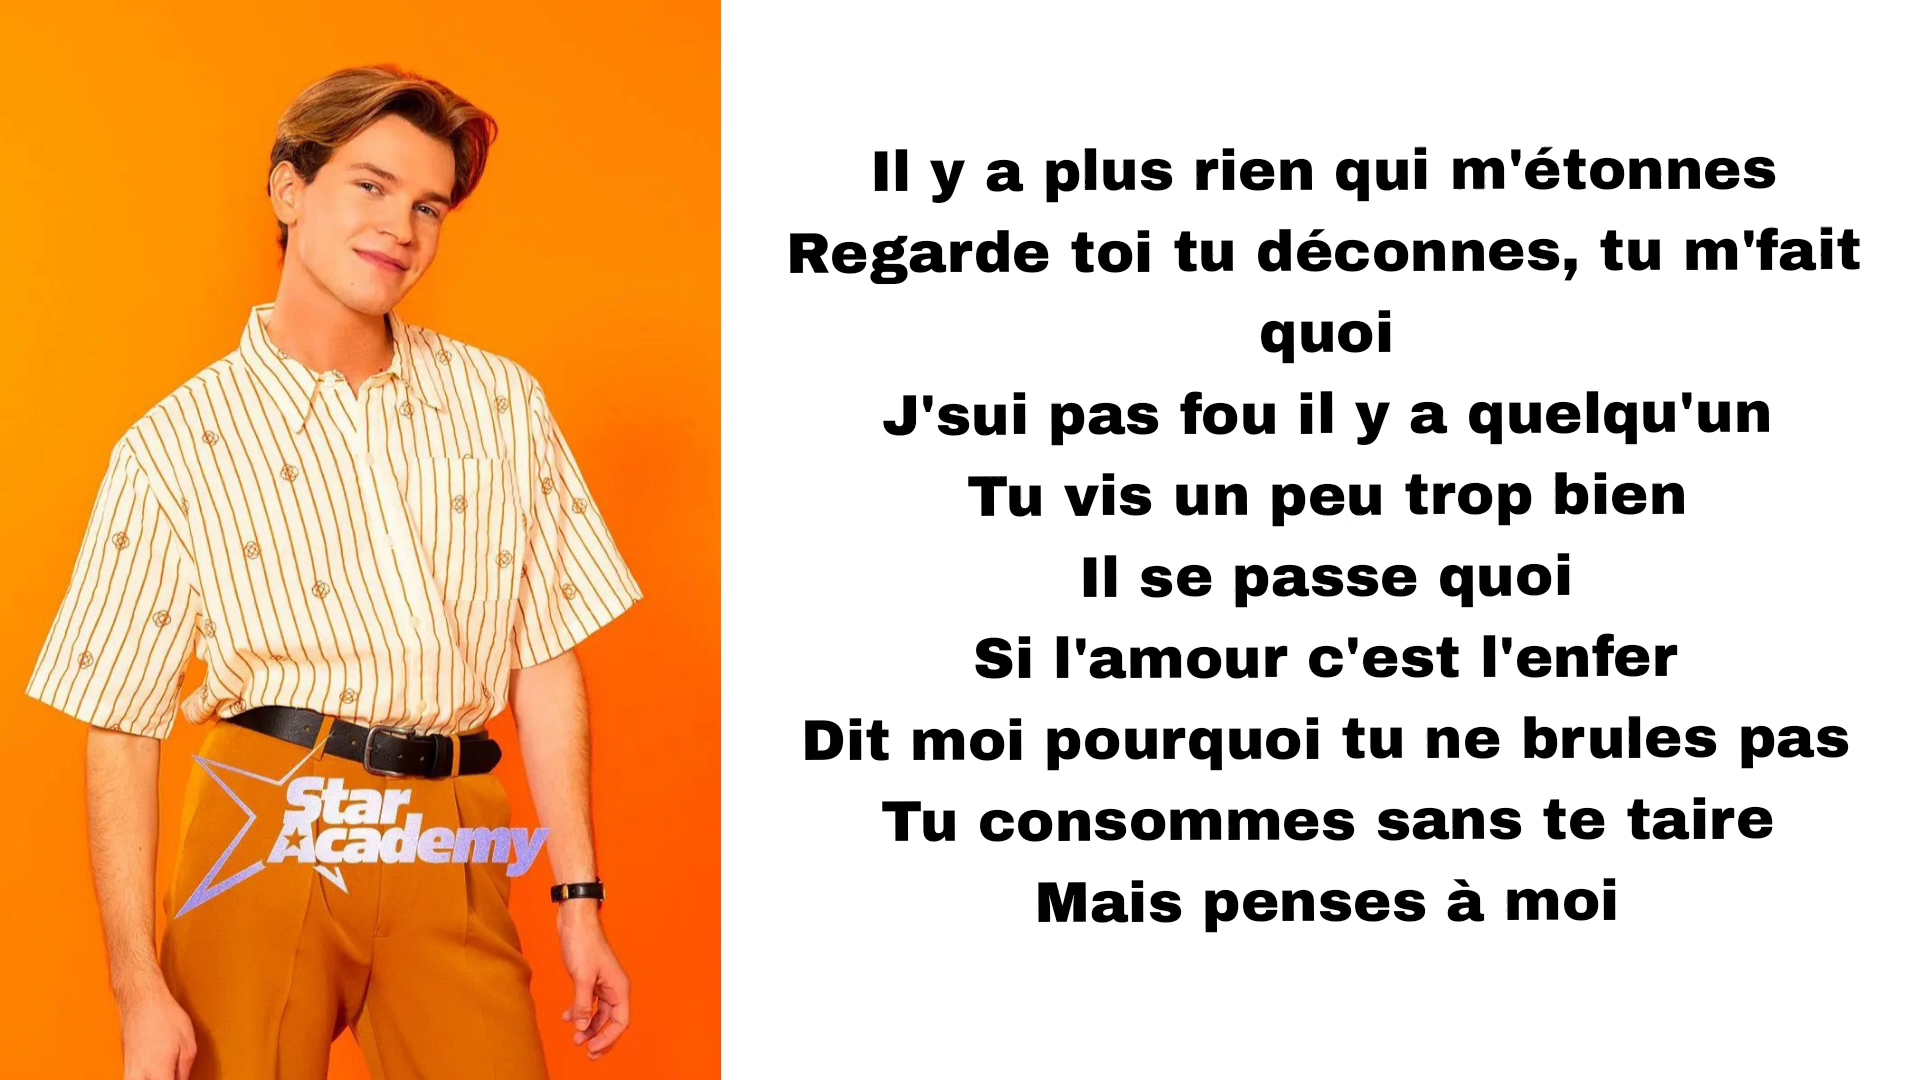 Il y a plus rien qui m'étonnes
Regarde toi tu déconnes, tu m'fait
quoi
J'sui pas fou il y a quelqu'un
Tu vis un peu trop bien
Il se passe quoi
Si l'amour c'est l'enfer
Dit moi pourquoi tu ne brules pas
Tu consommes sans te taire
Mais penses à moi
Star
Academy